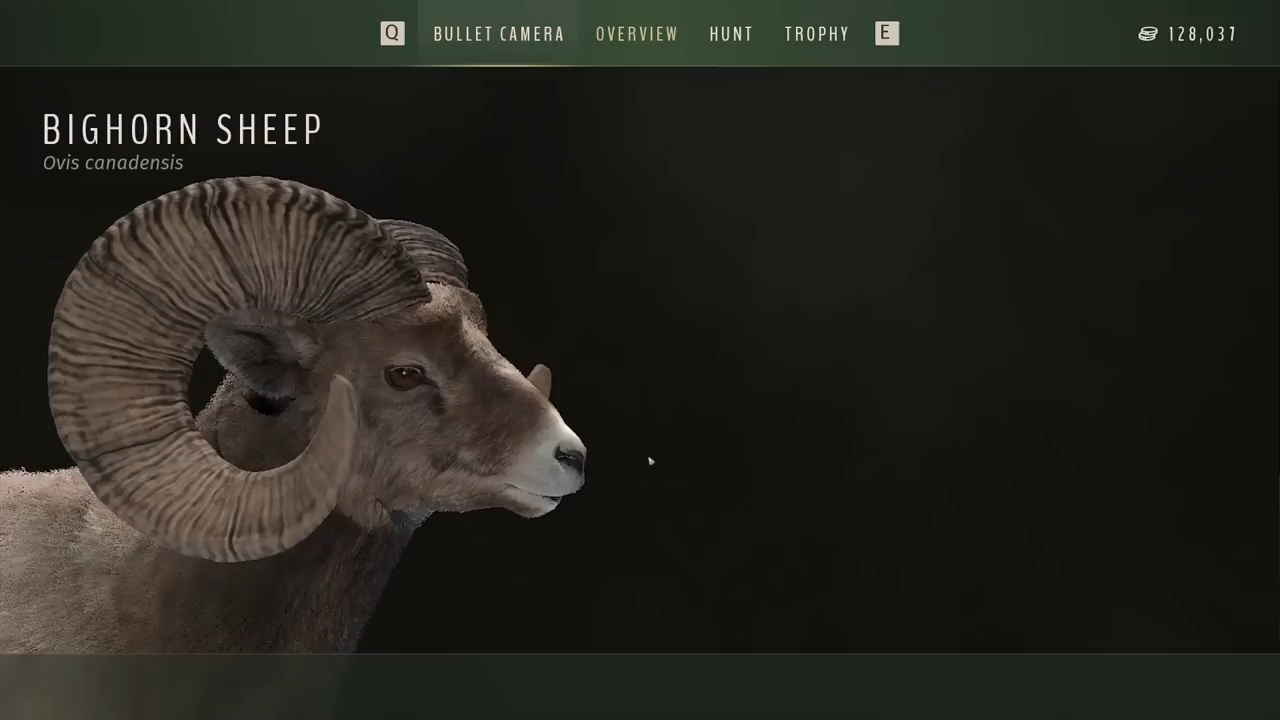 Q BULLET CAMERA OVERVIEW HUNT TROPHY E 128,037
BIGHORN SHEEP
Ovis canadensis